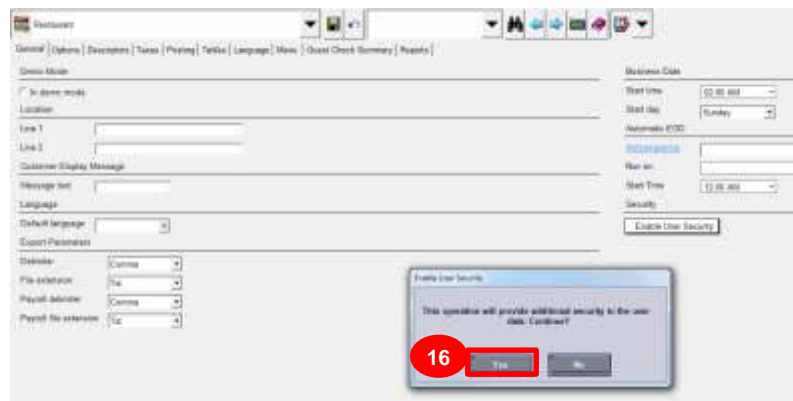 Restaurant
General | Options | Descriptors | Taxes | Posting | Tables | Language | Menu | Guest Check Summary | Reports |
Demo Mode
In demo mode
Location
Line 1
Line 2
Customer Display Message
Message text
Language
Default language
Export Parameters
Delimiter Comma
File extension Txt
Payroll delimiter Comma
Payroll file extension Txt
Business Date
Start time 02:00 AM
Start day Sunday
Automatic EOD
Run on
Start Time 12:00 AM
Security
Enable User Security
Enable User Security
This operation will provide additional security to the user
data. Continue?
16
Yes
No